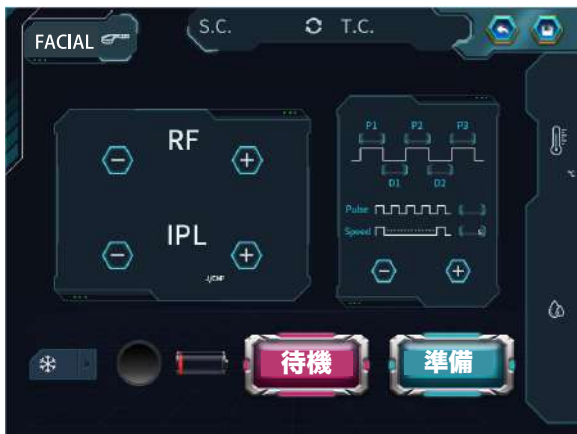 FACIAL
S.C. T.C.
RF
IPL
J/cm²
P1 P2 P3
D1 D2
Pulse
Speed s
℃
待機
準備